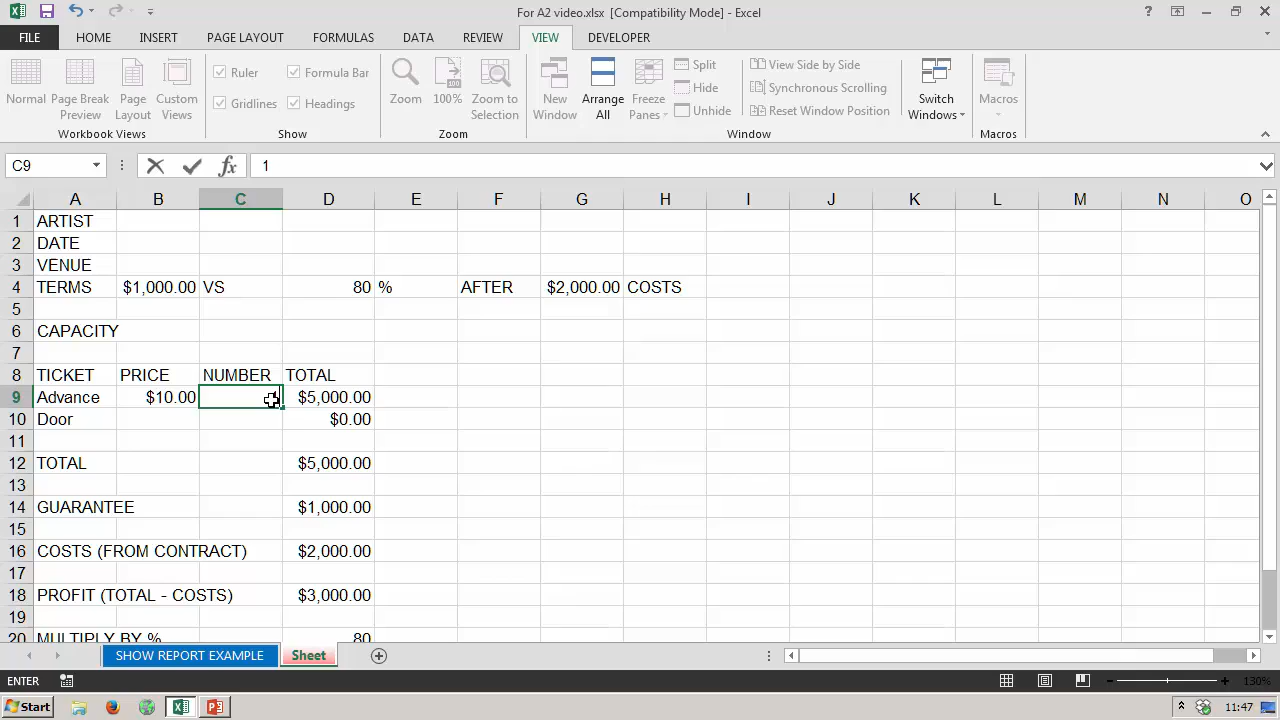 For A2 video.xlsx [Compatibility Mode] - Excel
FILE HOME INSERT PAGE LAYOUT FORMULAS DATA REVIEW VIEW DEVELOPER
Normal
Page Break Preview
Page Layout
Custom Views
Workbook Views
Ruler
Formula Bar
Gridlines
Headings
Show
Zoom
100%
Zoom to Selection
Zoom
New Window
Arrange All
Freeze Panes
Split
Hide
Unhide
View Side by Side
Synchronous Scrolling
Reset Window Position
Window
Switch Windows
Macros
Macros
C9 fx 1
A B C D E F G H I J K L M N O
1 ARTIST
2 DATE
3 VENUE
4 TERMS $1,000.00 VS 80 % AFTER $2,000.00 COSTS
5
6 CAPACITY
7
8 TICKET PRICE NUMBER TOTAL
9 Advance $10.00 $5,000.00
10 Door $0.00
11
12 TOTAL $5,000.00
13
14 GUARANTEE $1,000.00
15
16 COSTS (FROM CONTRACT) $2,000.00
17
18 PROFIT (TOTAL - COSTS) $3,000.00
19
20 MULTIPLY BY % 80
SHOW REPORT EXAMPLE Sheet
ENTER 130%
Start 11:47